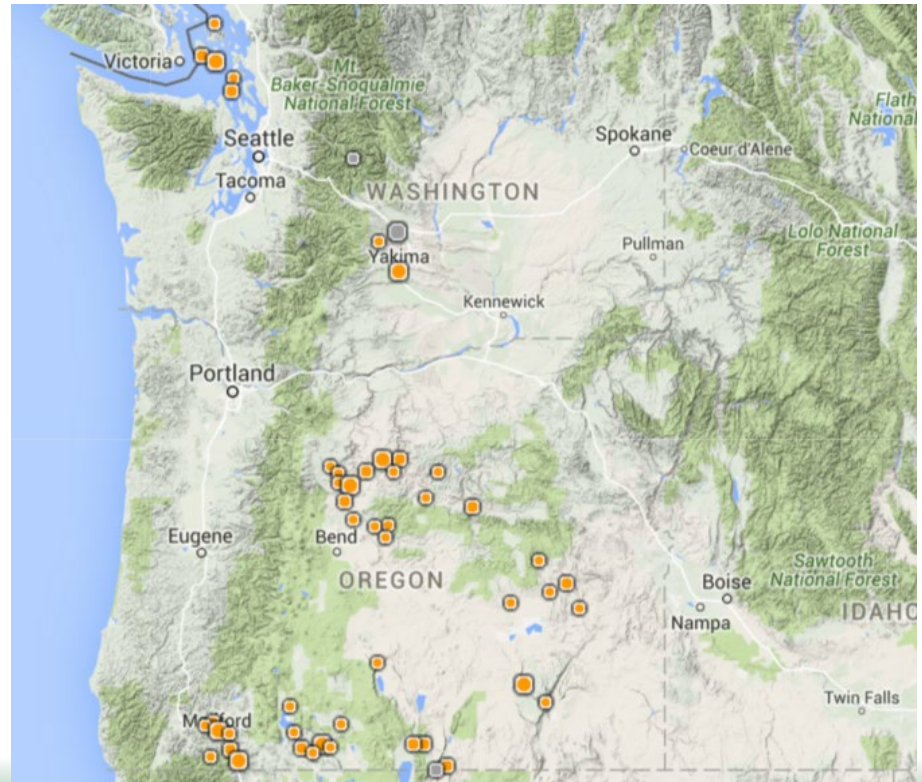 Victoria
Mt.
Baker-Snoqualmie
National Forest
Flath
National
Seattle
Spokane
Coeur d'Alene
Tacoma
WASHINGTON
Lolo National
Forest
Pullman
Yakima
Kennewick
Portland
Eugene
Bend
OREGON
Sawtooth
National Forest
Boise
Nampa
IDAHO
Twin Falls
Medford